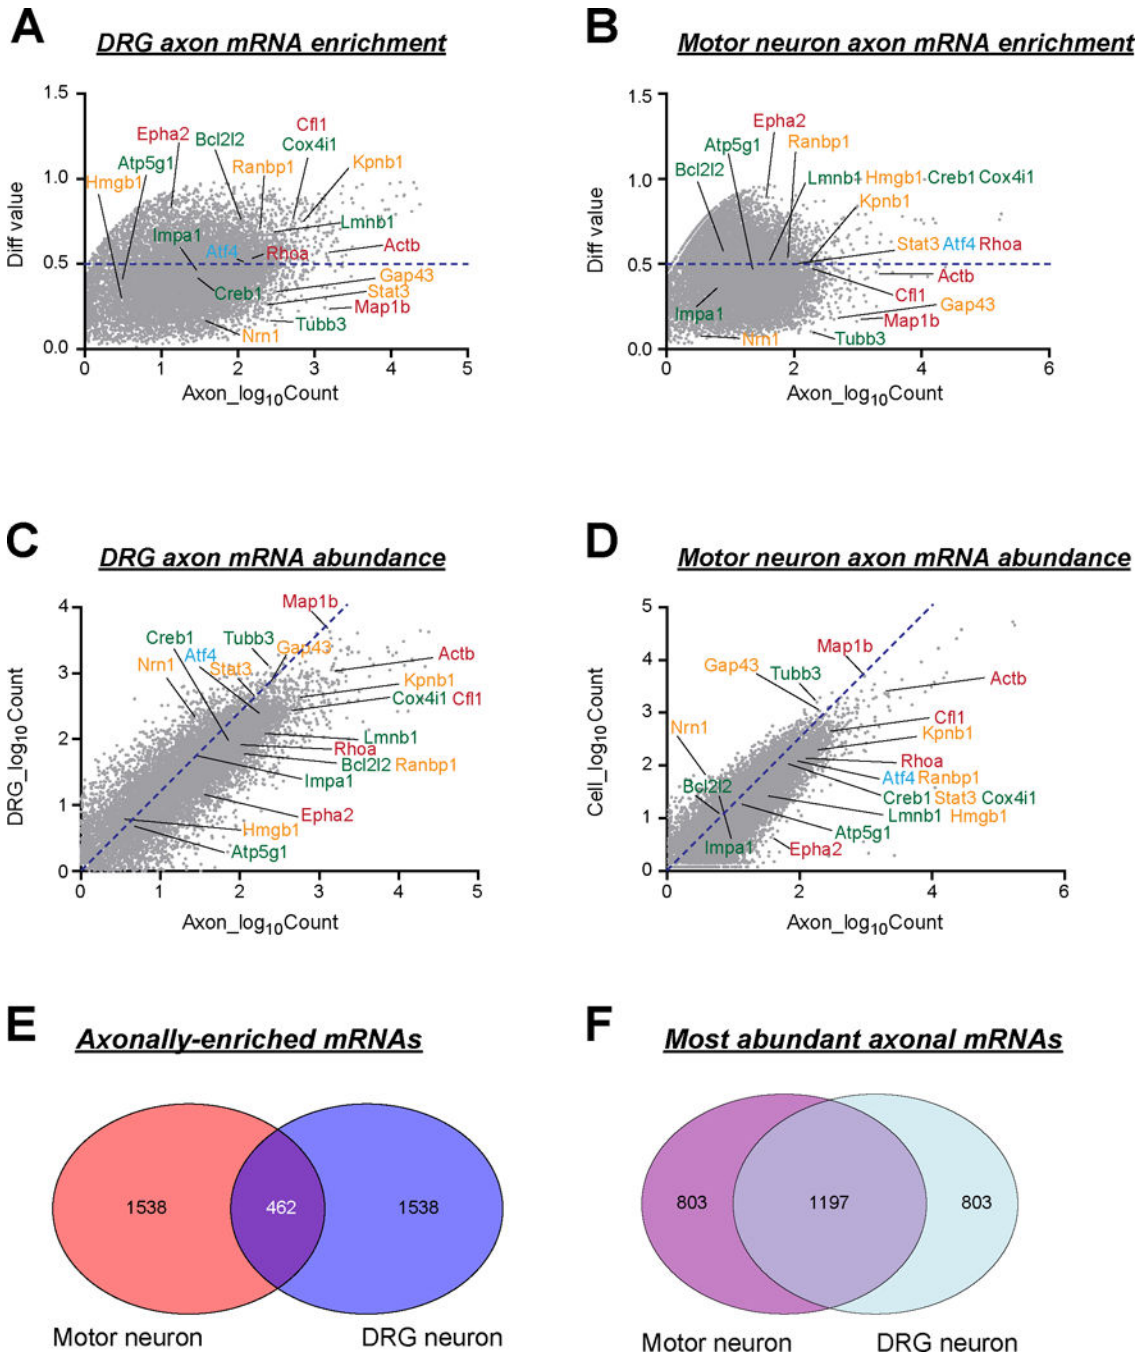 A
DRG axon mRNA enrichment
Diff value
1.5
1.0
0.5
0.0
Cfl1
Epha2
Bcl2l2
Cox4i1
Atp5g1
Ranbp1
Kpnb1
Hmgb1
Lmnb1
Impa1
Atf4
Rhoa
Actb
Gap43
Creb1
Stat3
Map1b
Tubb3
Nrn1
0 1 2 3 4 5
Axon_log10Count
B
Motor neuron axon mRNA enrichment
Diff value
1.5
1.0
0.5
0.0
Epha2
Atp5g1
Ranbp1
Bcl2l2
Lmnb1 Hmgb1 Creb1 Cox4i1
Kpnb1
Stat3 Atf4 Rhoa
Actb
Cfl1
Gap43
Impa1
Map1b
Nrn1
Tubb3
0 2 4 6
Axon_log10Count
C
DRG axon mRNA abundance
DRG_log10Count
4
3
2
1
0
Map1b
Creb1
Tubb3
Gap43
Atf4
Actb
Nrn1
Stat3
Kpnb1
Cox4i1 Cfl1
Lmnb1
Rhoa
Bcl2l2 Ranbp1
Impa1
Epha2
Hmgb1
Atp5g1
0 1 2 3 4 5
Axon_log10Count
D
Motor neuron axon mRNA abundance
Cell_log10Count
5
4
3
2
1
0
Map1b
Gap43
Tubb3
Actb
Cfl1
Nrn1
Kpnb1
Rhoa
Atf4 Ranbp1
Bcl2l2
Creb1 Stat3 Cox4i1
Lmnb1 Hmgb1
Atp5g1
Impa1
Epha2
0 2 4 6
Axon_log10Count
E
Axonally-enriched mRNAs
1538 462 1538
Motor neuron DRG neuron
F
Most abundant axonal mRNAs
803 1197 803
Motor neuron DRG neuron